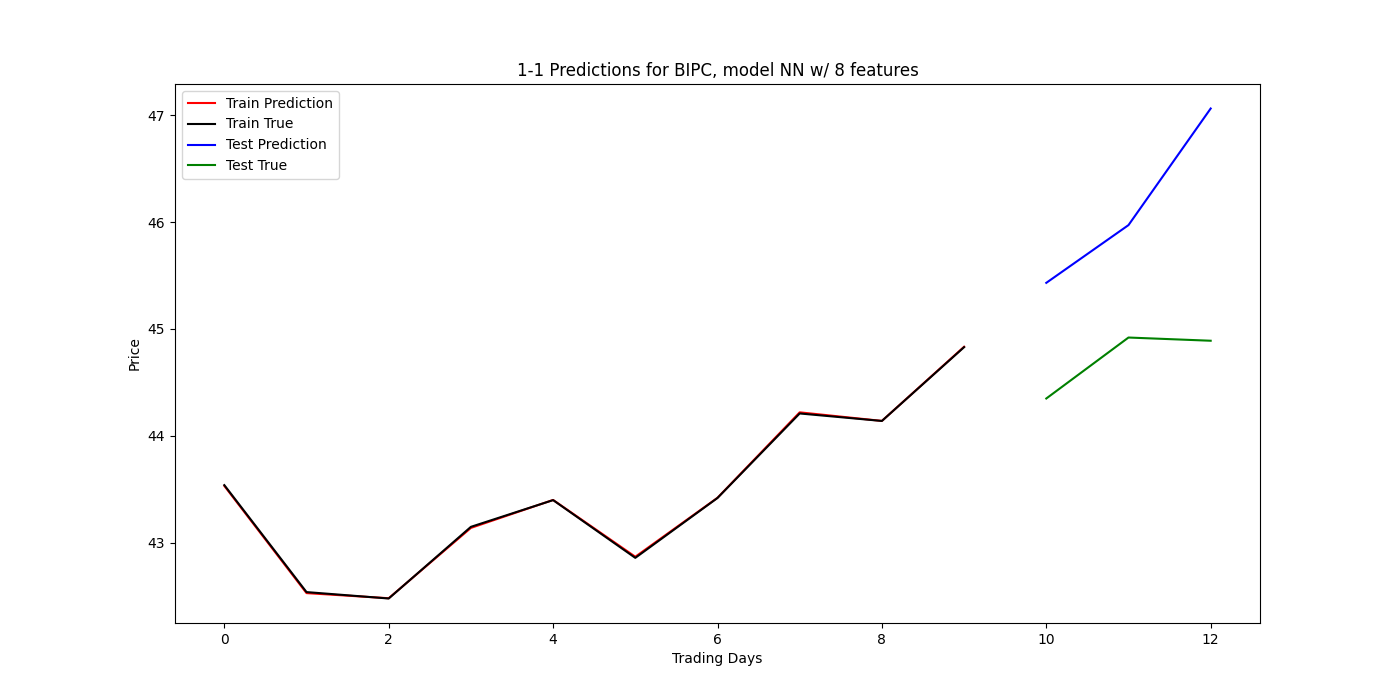 1-1 Predictions for BIPC, model NN w/ 8 features
Train Prediction
Train True
Test Prediction
Test True
47
46
45
44
43
Price
0 2 4 6 8 10 12
Trading Days